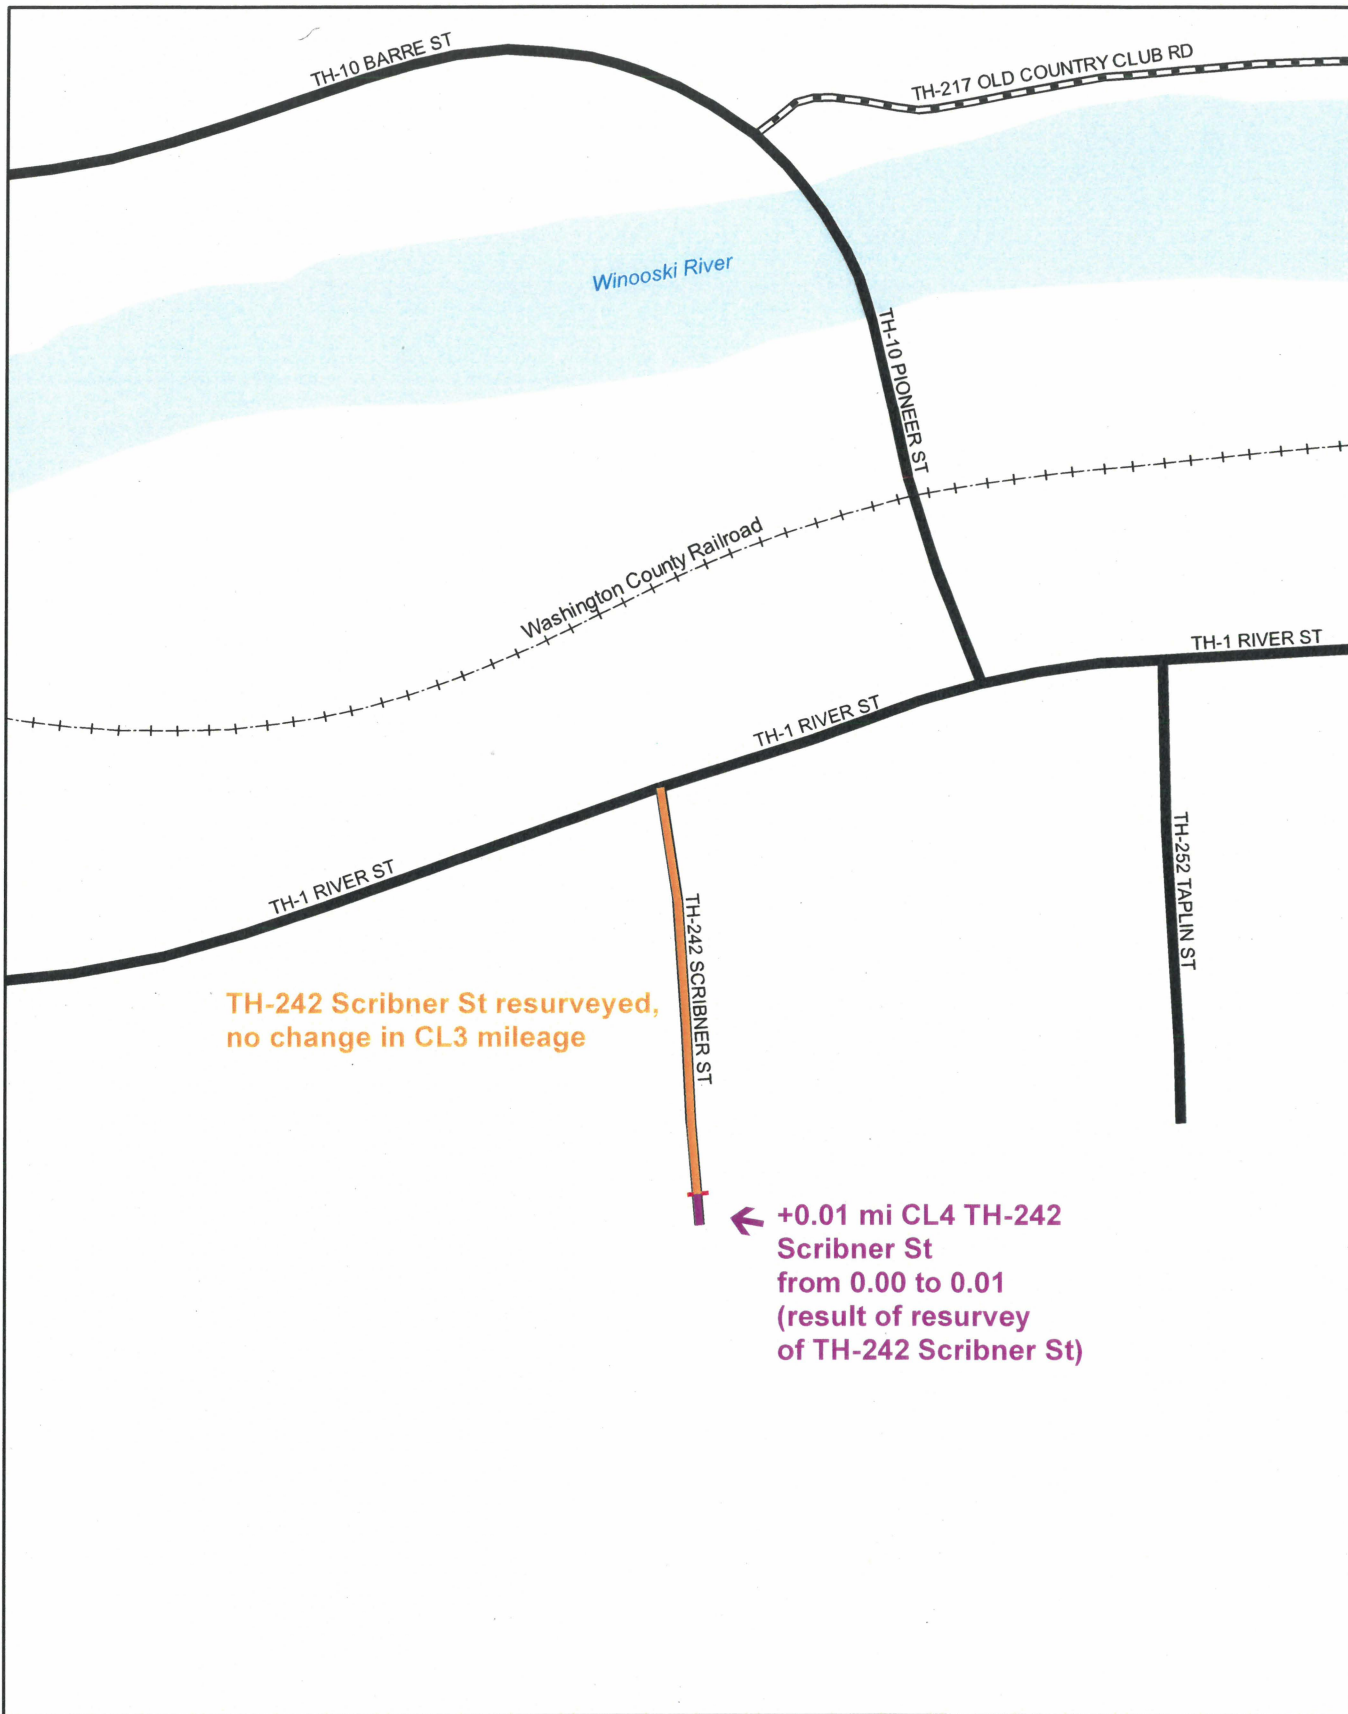 TH-10 BARRE ST
TH-217 OLD COUNTRY CLUB RD
Winooski River
TH-10 PIONEER ST
Washington County Railroad
TH-1 RIVER ST
TH-1 RIVER ST
TH-1 RIVER ST
TH-252 TAPLIN ST
TH-242 SCRIBNER ST
TH-242 Scribner St resurveyed,
no change in CL3 mileage
+0.01 mi CL4 TH-242
Scribner St
from 0.00 to 0.01
(result of resurvey
of TH-242 Scribner St)